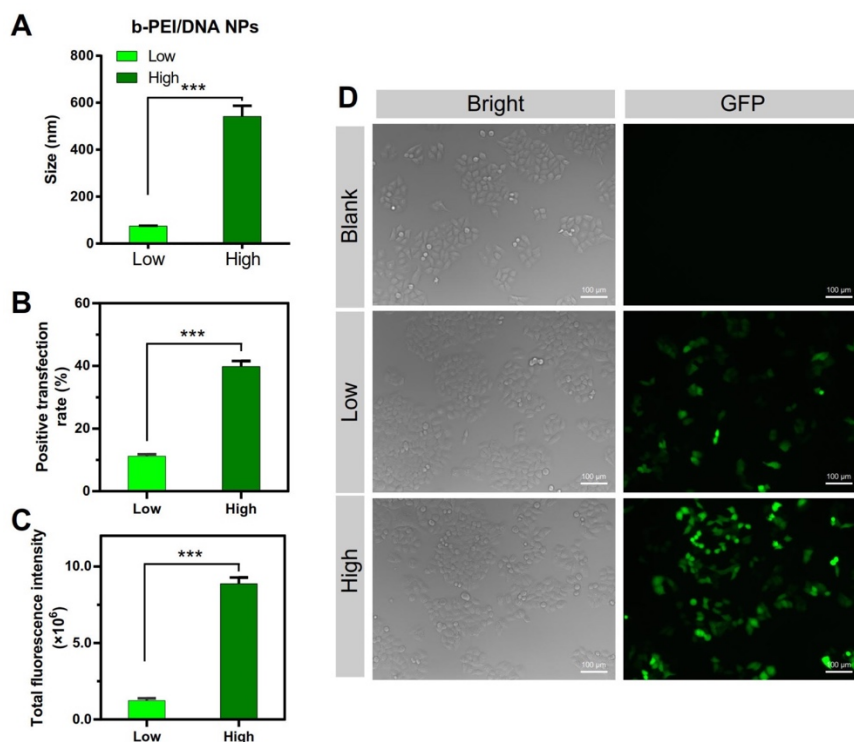 A
b-PEI/DNA NPs
Low
High
***
800
600
400
200
0
Size (nm)
Low
High
B
60
40
20
0
Positive transfection
rate (%)
***
Low
High
C
10.0
5.0
0.0
Total fluorescence intensity
(×10⁶)
***
Low
High
D
Bright
GFP
Blank
100 µm
100 µm
Low
100 µm
100 µm
High
100 µm
100 µm